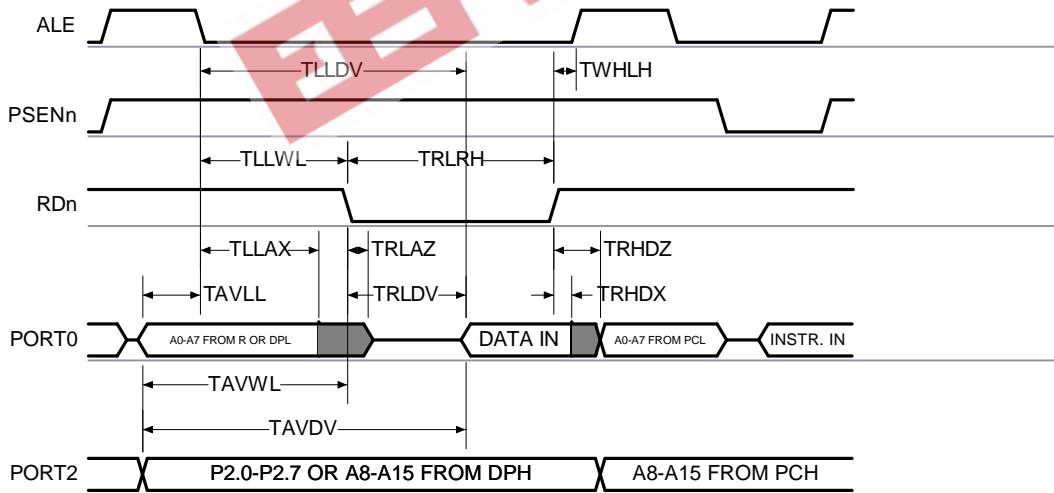 ALE
TLLDV
TWHLH
PSENn
TLLWL
TRLRH
RDn
TLLAX
TRLAZ
TRHDZ
TAVLL
TRLDV
TRHDX
PORT0
A0-A7 FROM R OR DPL
DATA IN
A0-A7 FROM PCL
INSTR. IN
TAVWL
TAVDV
PORT2
P2.0-P2.7 OR A8-A15 FROM DPH
A8-A15 FROM PCH